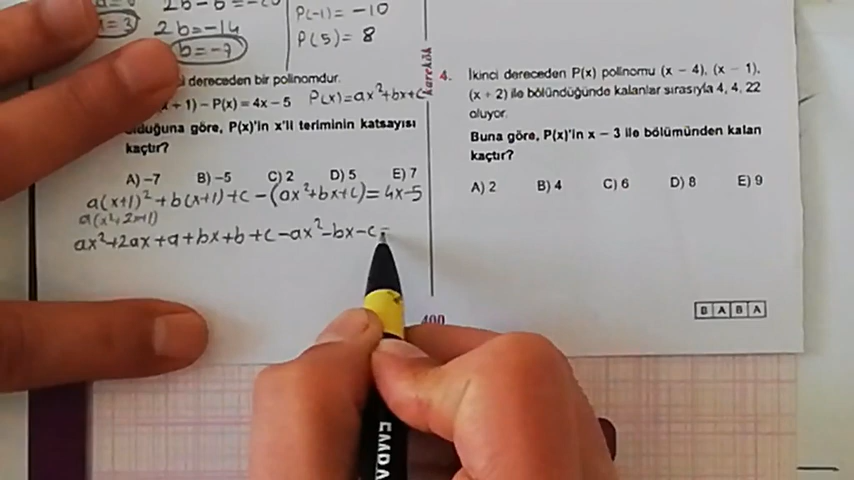 2b-b=
a=3
2b=-14
b=-7
P(-1)=-10
P(5)=8
dereceden bir polinomdur.
+ 1) – P(x) = 4x – 5 P(x)=ax²+bx+c
olduğuna göre, P(x)'in x'li teriminin katsayısı
kaçtır?
A) –7 B) –5 C) 2 D) 5 E) 7
a(x+1)²+b(x+1)+c-(ax²+bx+c)=4x-5
a(x²+2x+1)
ax²+2ax+a+bx+b+c-ax²-bx-c=
karekök
4. İkinci dereceden P(x) polinomu (x – 4), (x – 1),
(x + 2) ile bölündüğünde kalanlar sırasıyla 4, 4, 22
oluyor.
Buna göre, P(x)'in x – 3 ile bölümünden kalan
kaçtır?
A) 2 B) 4 C) 6 D) 8 E) 9
B A B A
400